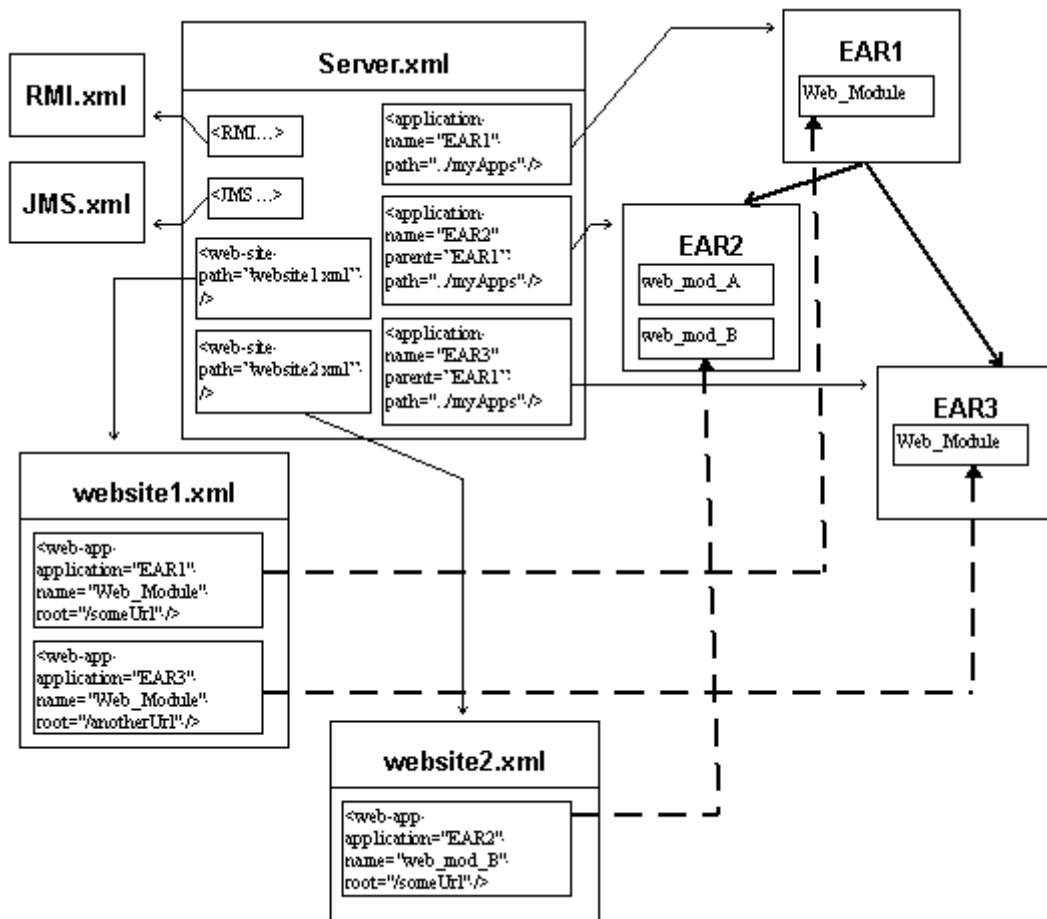 Server.xml
RMI.xml
JMS.xml
<RMI...>
<JMS ...>
<web-site
path="website1.xml"
/>
<web-site
path="website2.xml"
/>
<application
name="EAR1"
path="../myApps" />
<application
name="EAR2"
parent="EAR1"
path="../myApps" />
<application
name="EAR3"
parent="EAR1"
path="../myApps" />
EAR1
Web_Module
EAR2
web_mod_A
web_mod_B
EAR3
Web_Module
website1.xml
<web-app
application="EAR1"
name="Web_Module"
root="/someUrl" />
<web-app
application="EAR3"
name="Web_Module"
root="/anotherUrl" />
website2.xml
<web-app
application="EAR2"
name="web_mod_B"
root="/someUrl" />